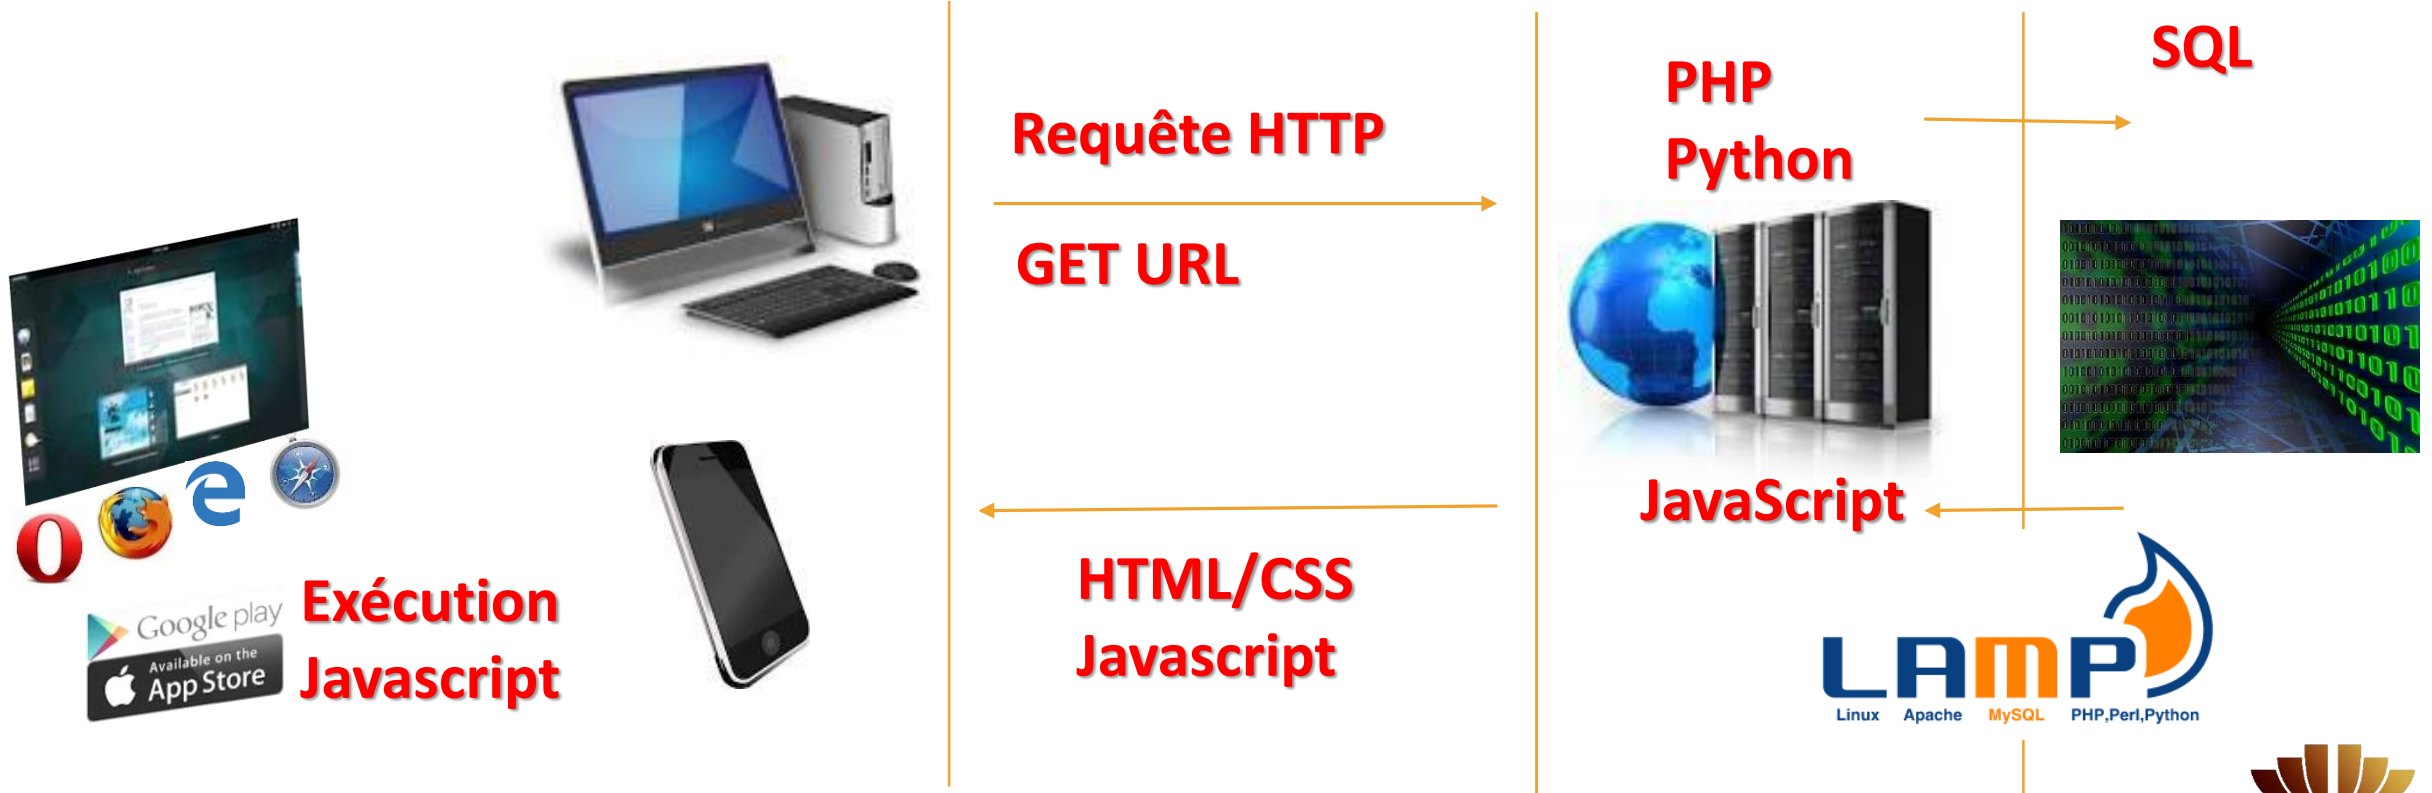 Requête HTTP
GET URL
PHP
Python
SQL
JavaScript
HTML/CSS
Javascript
Exécution
Javascript
Google play
Available on the
App Store
LAMP
Linux Apache MySQL PHP,Perl,Python